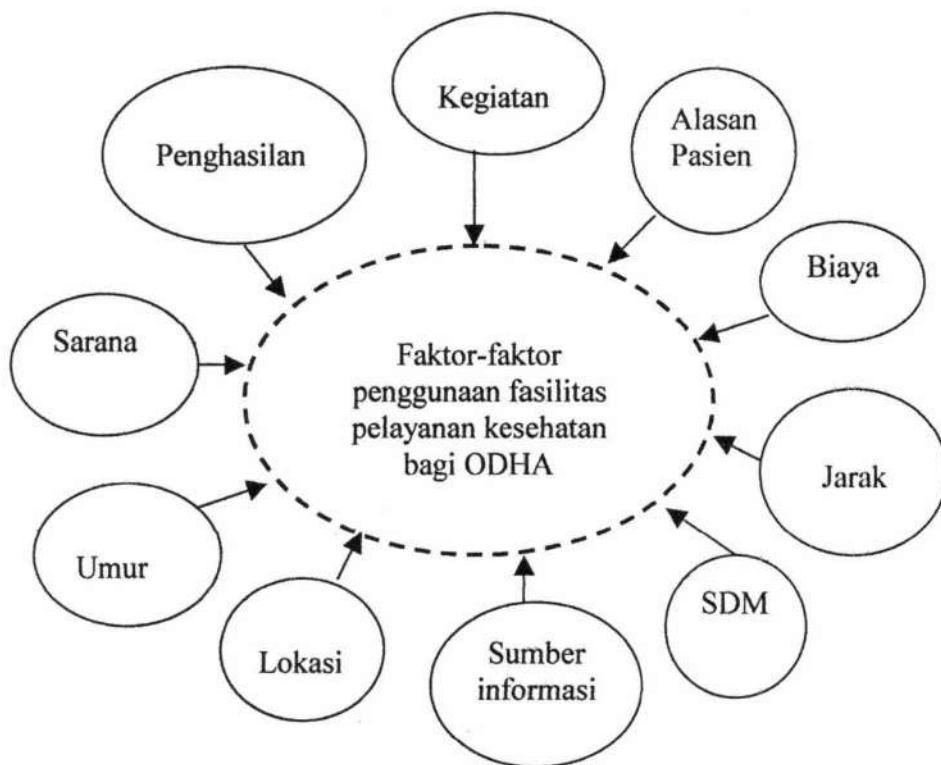 Kegiatan
Alasan
Pasien
Penghasilan
Biaya
Sarana
Faktor-faktor
penggunaan fasilitas
pelayanan kesehatan
bagi ODHA
Jarak
Umur
SDM
Lokasi
Sumber
informasi